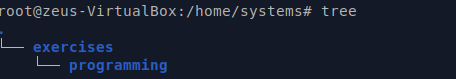 root@zeus-VirtualBox:/home/systems# tree
.
└── exercises
    └── programming